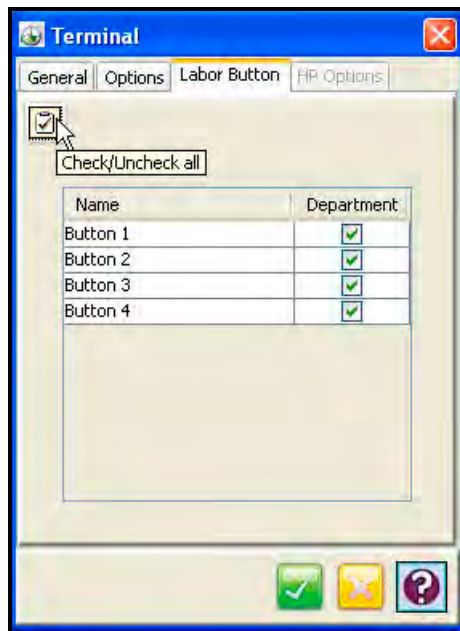 Terminal
General Options Labor Button HP Options
Check/Uncheck all
Name Department
Button 1
Button 2
Button 3
Button 4
?